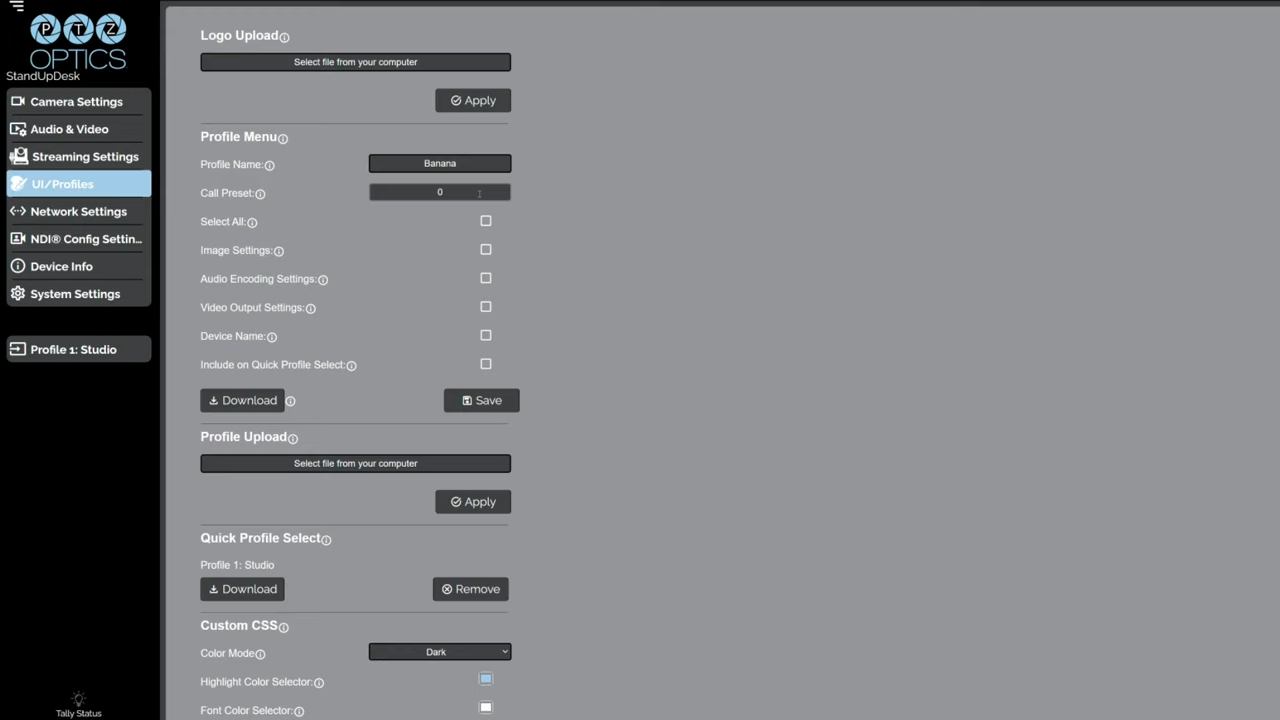 PTZ
OPTICS
StandUpDesk
Camera Settings
Audio & Video
Streaming Settings
UI/Profiles
Network Settings
NDI® Config Settin...
Device Info
System Settings
Profile 1: Studio
Tally Status
Logo Upload
Select file from your computer
Apply
Profile Menu
Profile Name: Banana
Call Preset: 0
Select All:
Image Settings:
Audio Encoding Settings:
Video Output Settings:
Device Name:
Include on Quick Profile Select:
Download Save
Profile Upload
Select file from your computer
Apply
Quick Profile Select
Profile 1: Studio
Download Remove
Custom CSS
Color Mode: Dark
Highlight Color Selector:
Font Color Selector: